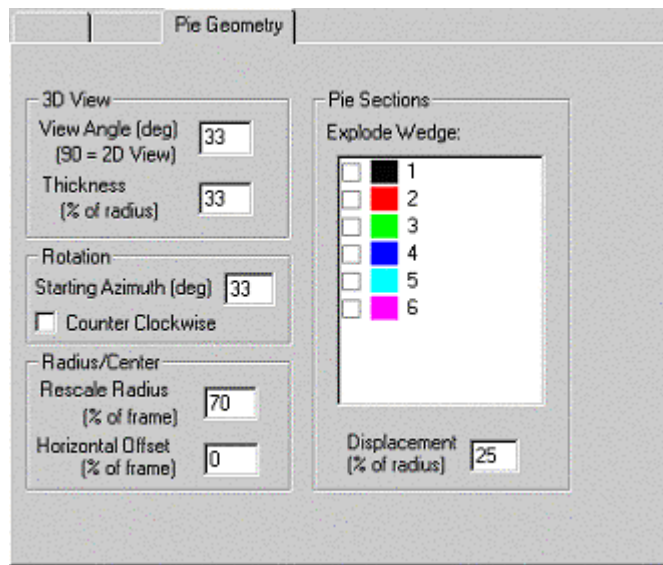 Pie Geometry
3D View
View Angle (deg) 33
(90 = 2D View)
Thickness
(% of radius) 33
Rotation
Starting Azimuth (deg) 33
Counter Clockwise
Radius/Center
Rescale Radius
(% of frame) 70
Horizontal Offset
(% of frame) 0
Pie Sections
Explode Wedge:
1
2
3
4
5
6
Displacement
(% of radius) 25